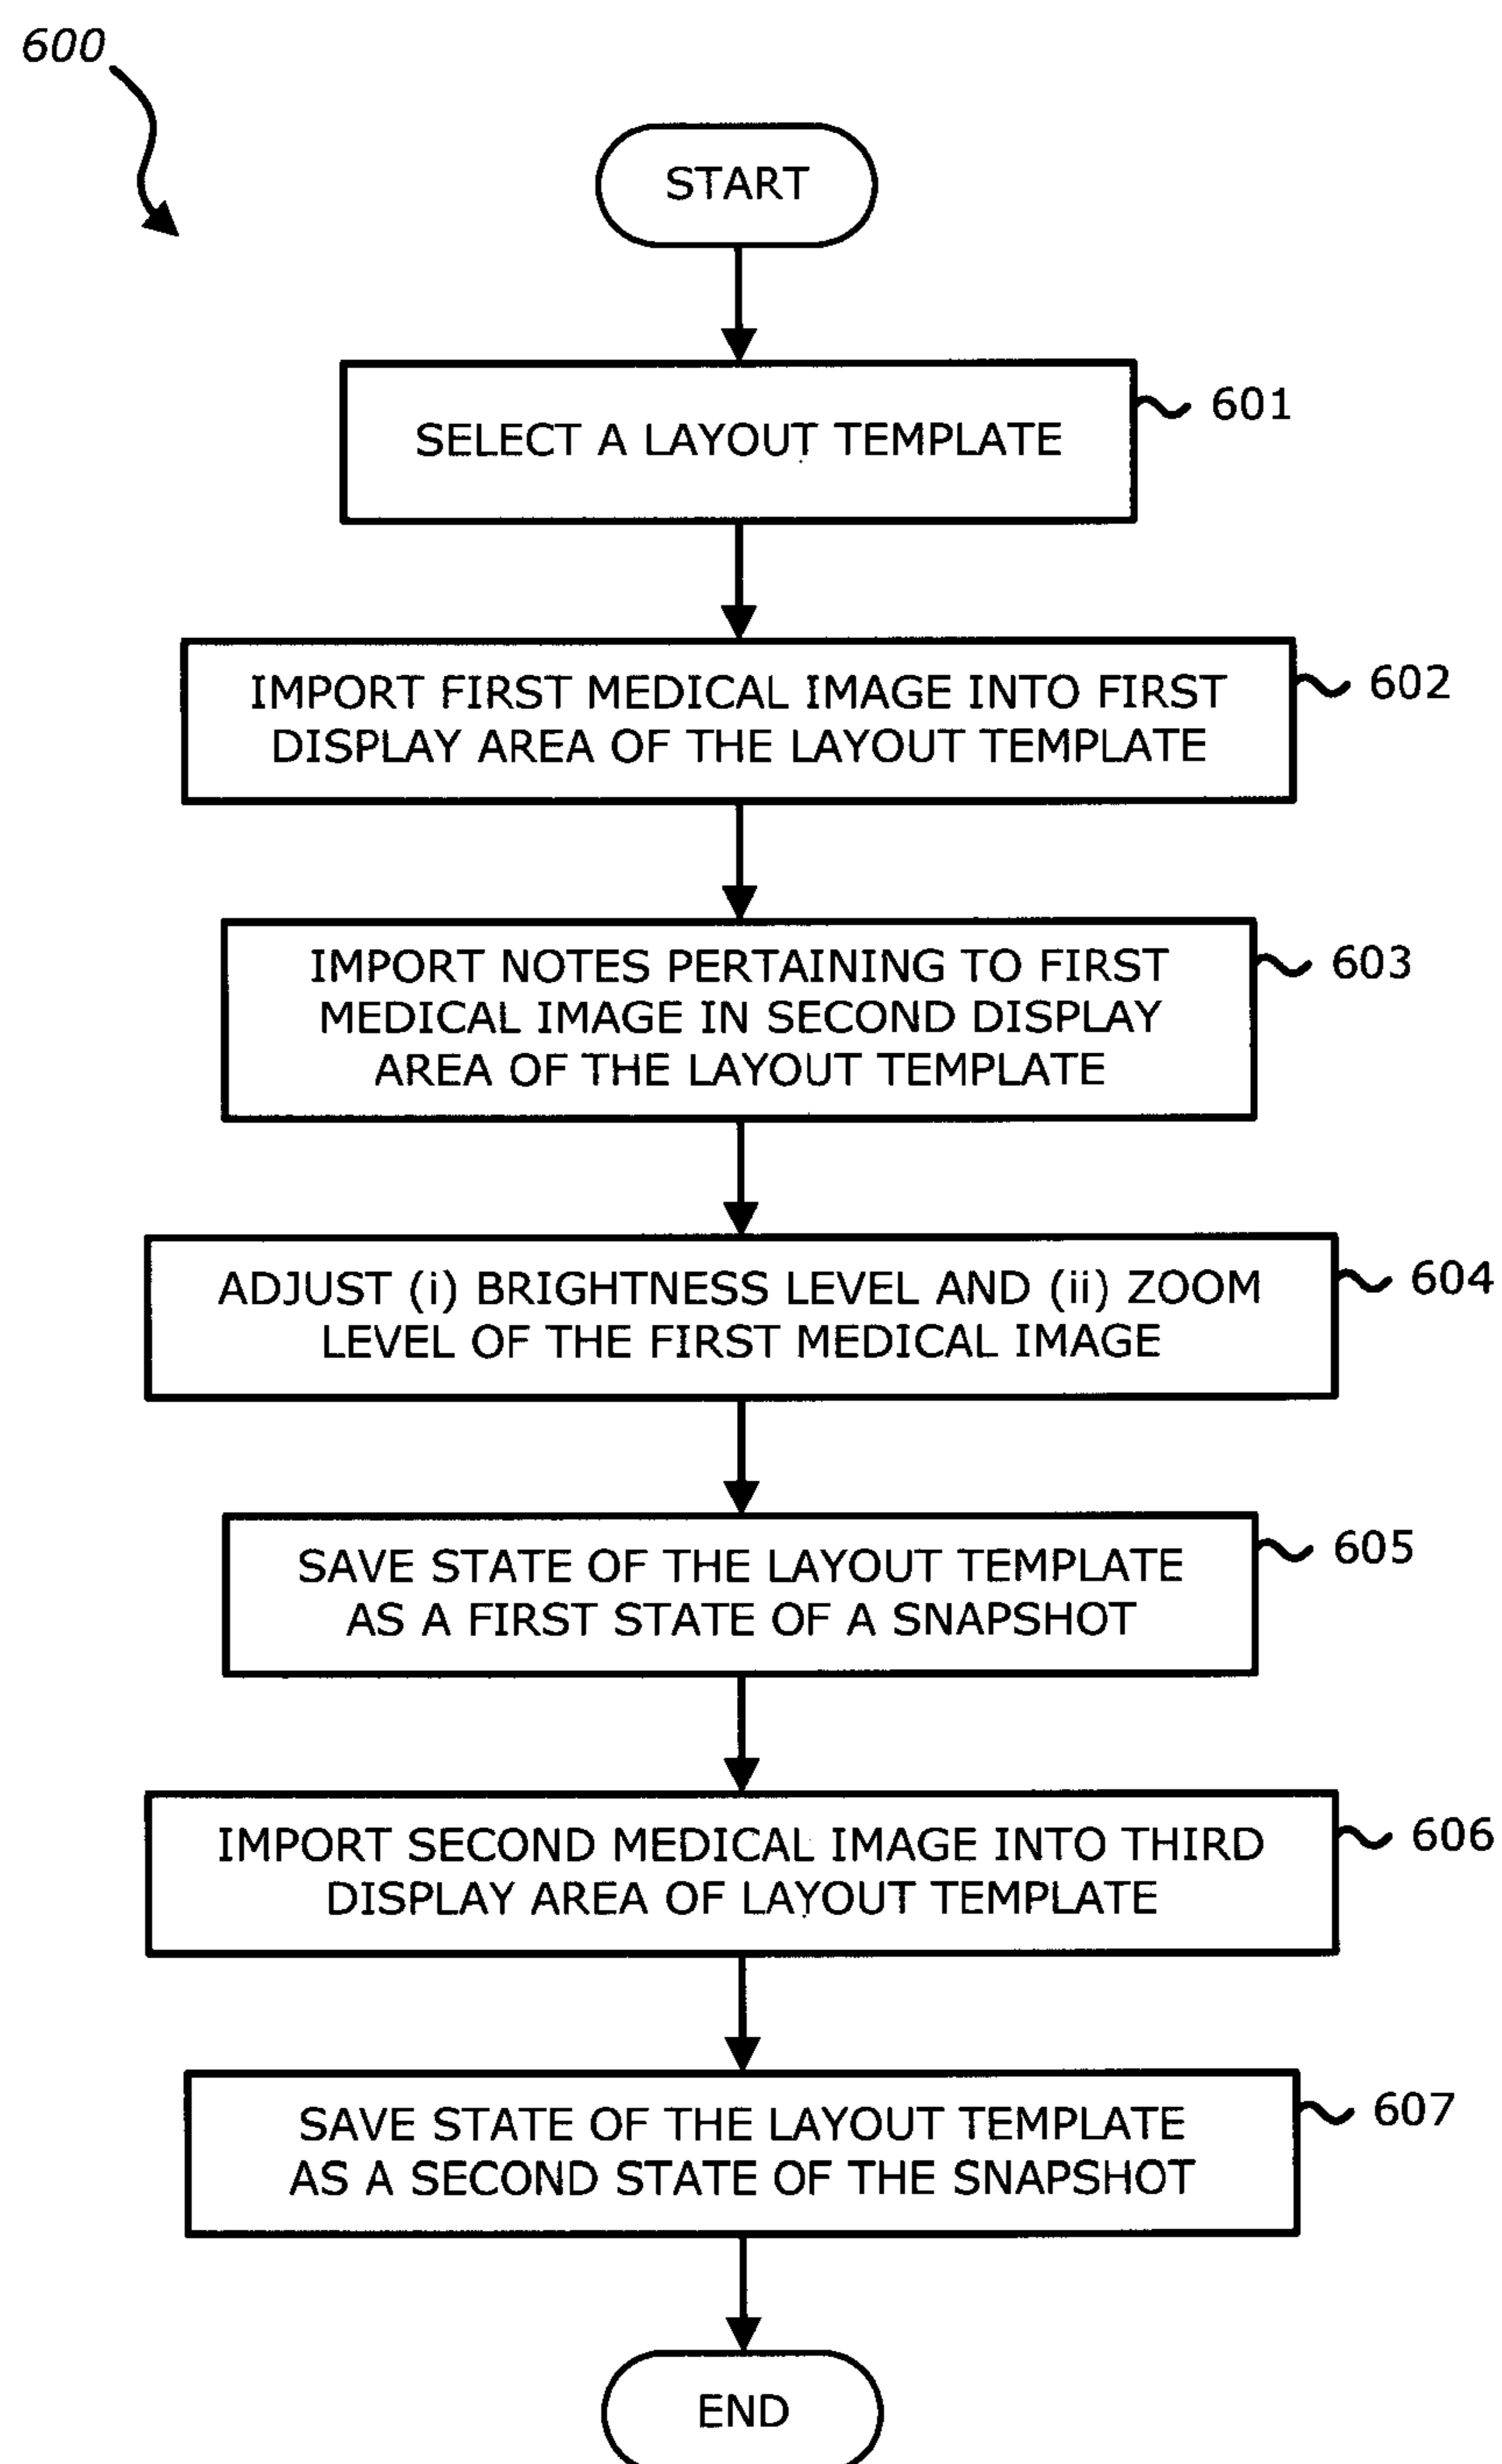 600
START
SELECT A LAYOUT TEMPLATE
601
IMPORT FIRST MEDICAL IMAGE INTO FIRST
DISPLAY AREA OF THE LAYOUT TEMPLATE
602
IMPORT NOTES PERTAINING TO FIRST
MEDICAL IMAGE IN SECOND DISPLAY
AREA OF THE LAYOUT TEMPLATE
603
ADJUST (i) BRIGHTNESS LEVEL AND (ii) ZOOM
LEVEL OF THE FIRST MEDICAL IMAGE
604
SAVE STATE OF THE LAYOUT TEMPLATE
AS A FIRST STATE OF A SNAPSHOT
605
IMPORT SECOND MEDICAL IMAGE INTO THIRD
DISPLAY AREA OF LAYOUT TEMPLATE
606
SAVE STATE OF THE LAYOUT TEMPLATE
AS A SECOND STATE OF THE SNAPSHOT
607
END